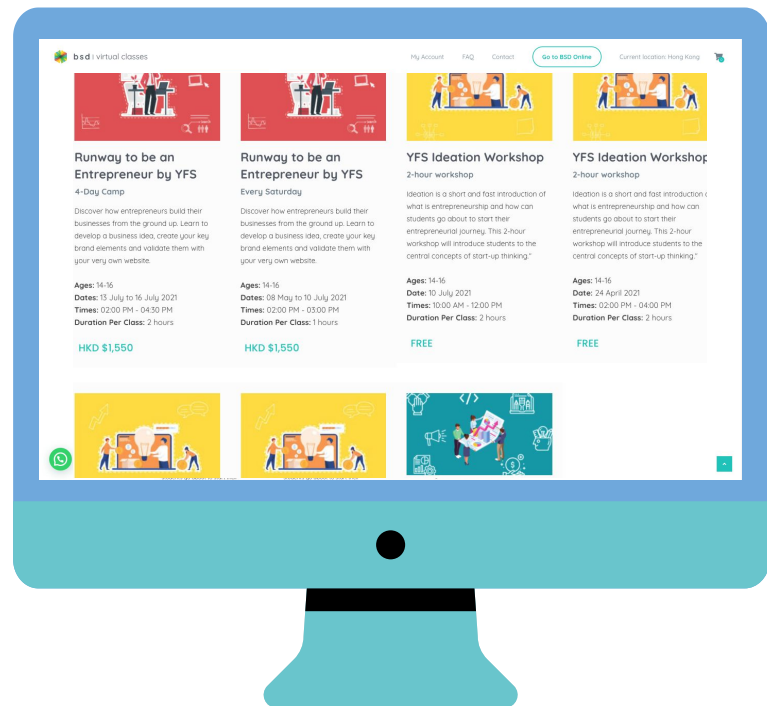 bsd | virtual classes
My Account FAQ Contact Go to BSD Online Current location: Hong Kong
Runway to be an
Entrepreneur by YFS
4-Day Camp
Discover how entrepreneurs build their
businesses from the ground up. Learn to
develop a business idea, create your key
brand elements and validate them with
your very own website.
Ages: 14-16
Dates: 13 July to 16 July 2021
Times: 02:00 PM - 04:30 PM
Duration Per Class: 2 hours
HKD $1,550
Runway to be an
Entrepreneur by YFS
Every Saturday
Discover how entrepreneurs build their
businesses from the ground up. Learn to
develop a business idea, create your key
brand elements and validate them with
your very own website.
Ages: 14-16
Dates: 08 May to 10 July 2021
Times: 02:00 PM - 03:00 PM
Duration Per Class: 1 hours
HKD $1,550
YFS Ideation Workshop
2-hour workshop
Ideation is a short and fast introduction of
what is entrepreneurship and how can
students go about to start their
entrepreneurial journey. This 2-hour
workshop will introduce students to the
central concepts of start-up thinking."
Ages: 14-16
Date: 10 July 2021
Times: 10:00 AM - 12:00 PM
Duration Per Class: 2 hours
FREE
YFS Ideation Workshop
2-hour workshop
Ideation is a short and fast introduction
what is entrepreneurship and how can
students go about to start their
entrepreneurial journey. This 2-hour
workshop will introduce students to the
central concepts of start-up thinking."
Ages: 14-16
Date: 24 April 2021
Times: 02:00 PM - 04:00 PM
Duration Per Class: 2 hours
FREE